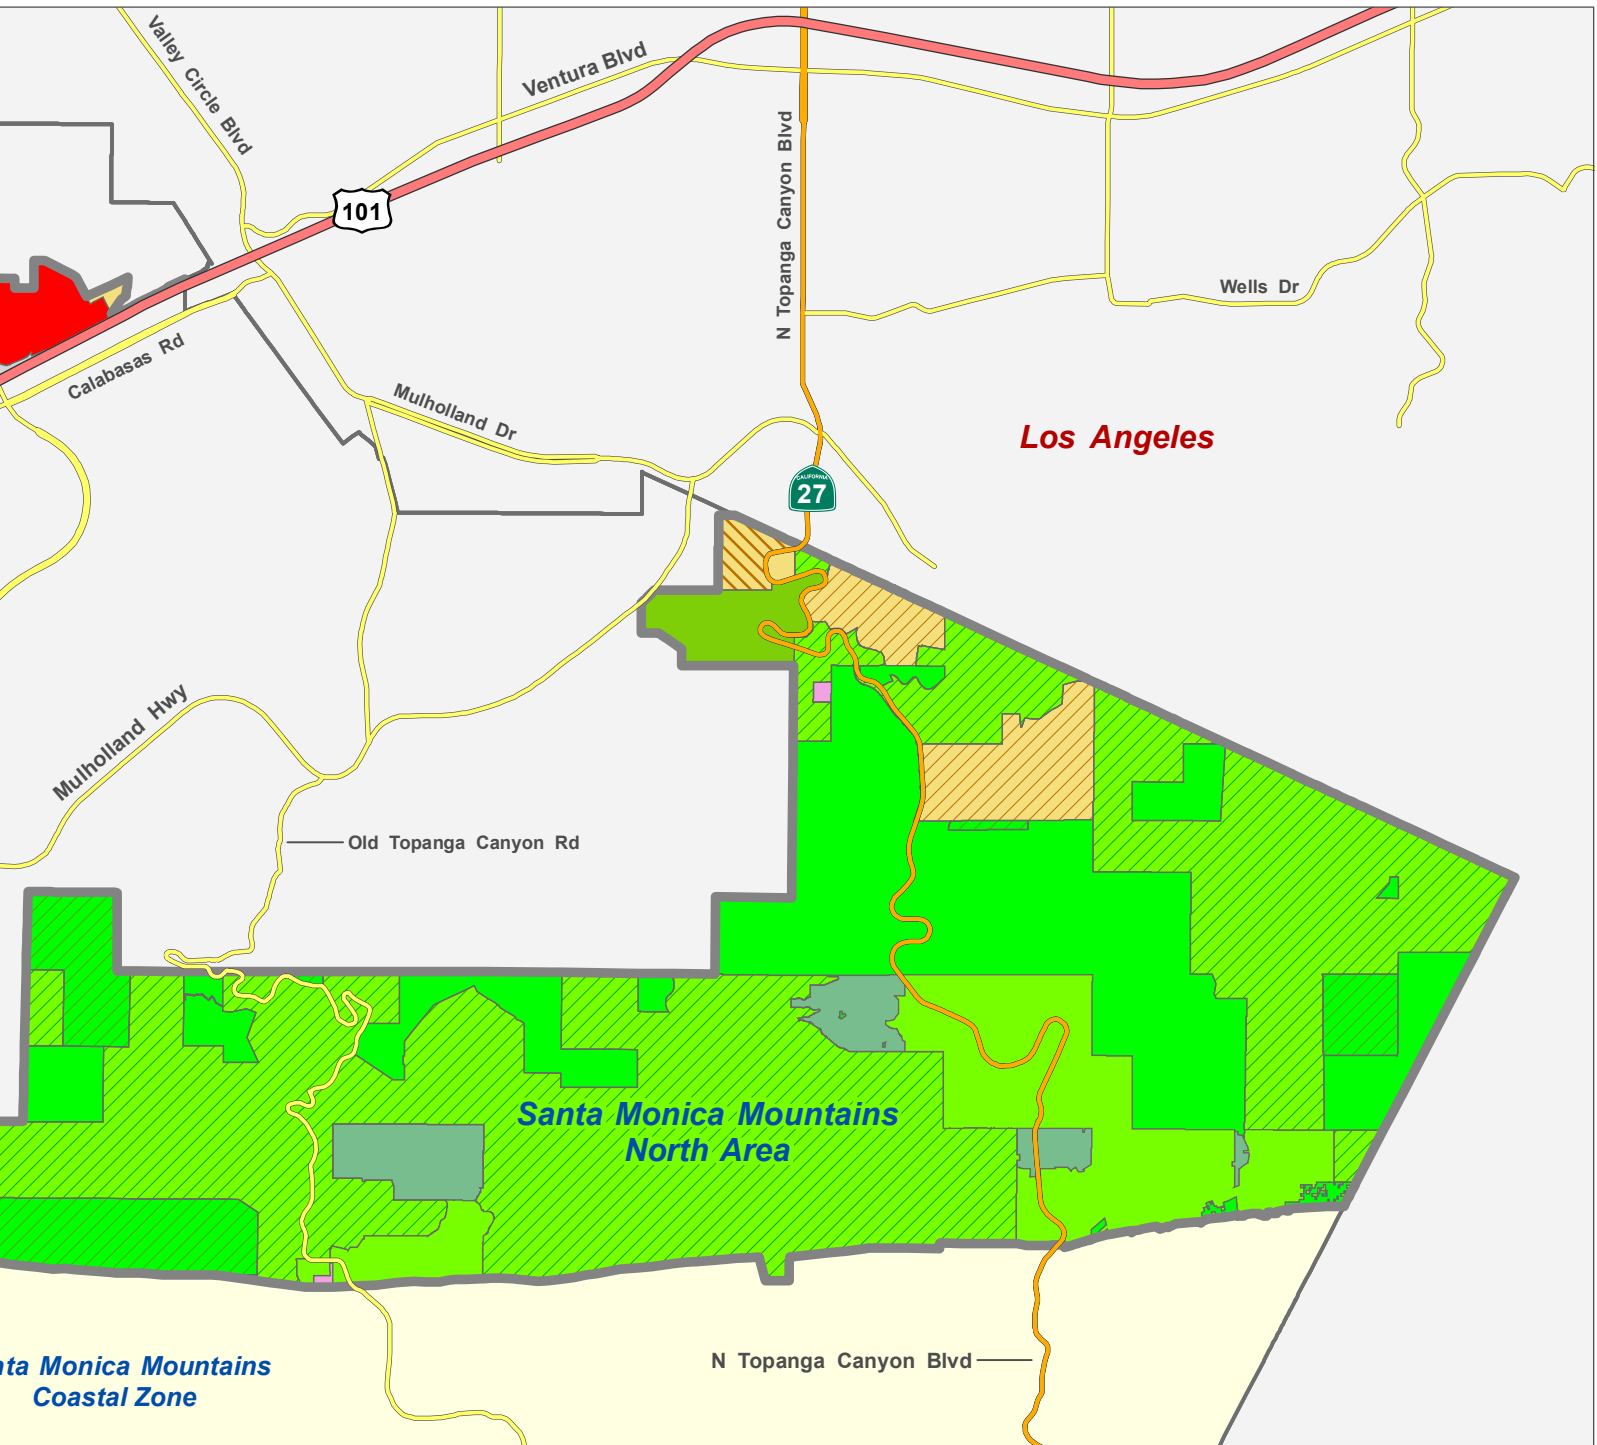 Valley Circle Blvd
Ventura Blvd
N Topanga Canyon Blvd
101
Wells Dr
Calabasas Rd
Mulholland Dr
Los Angeles
CALIFORNIA
27
Mulholland Hwy
Old Topanga Canyon Rd
Santa Monica Mountains
North Area
N Topanga Canyon Blvd
nta Monica Mountains
Coastal Zone